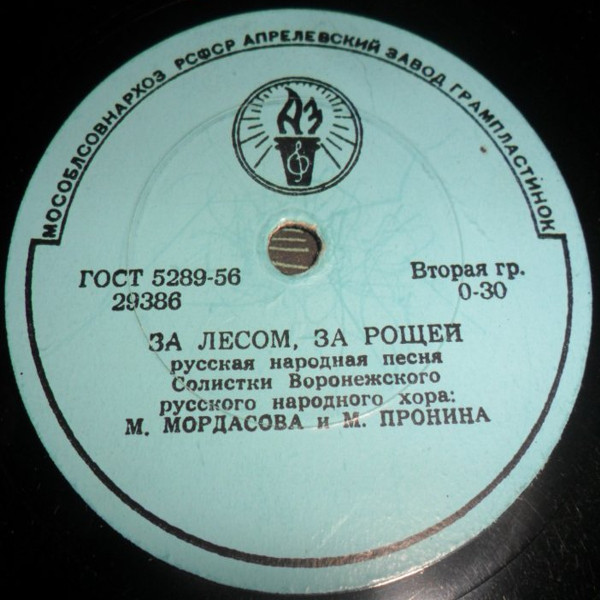 МОСОБЛСОВНАРХОЗ РСФСР АПРЕЛЕВСКИЙ ЗАВОД ГРАМПЛАСТИНОК
АЗ
ГОСТ 5289-56
29386
Вторая гр.
0-30
ЗА ЛЕСОМ, ЗА РОЩЕЙ
русская народная песня
Солистки Воронежского
русского народного хора:
М. МОРДАСОВА и М. ПРОНИНА